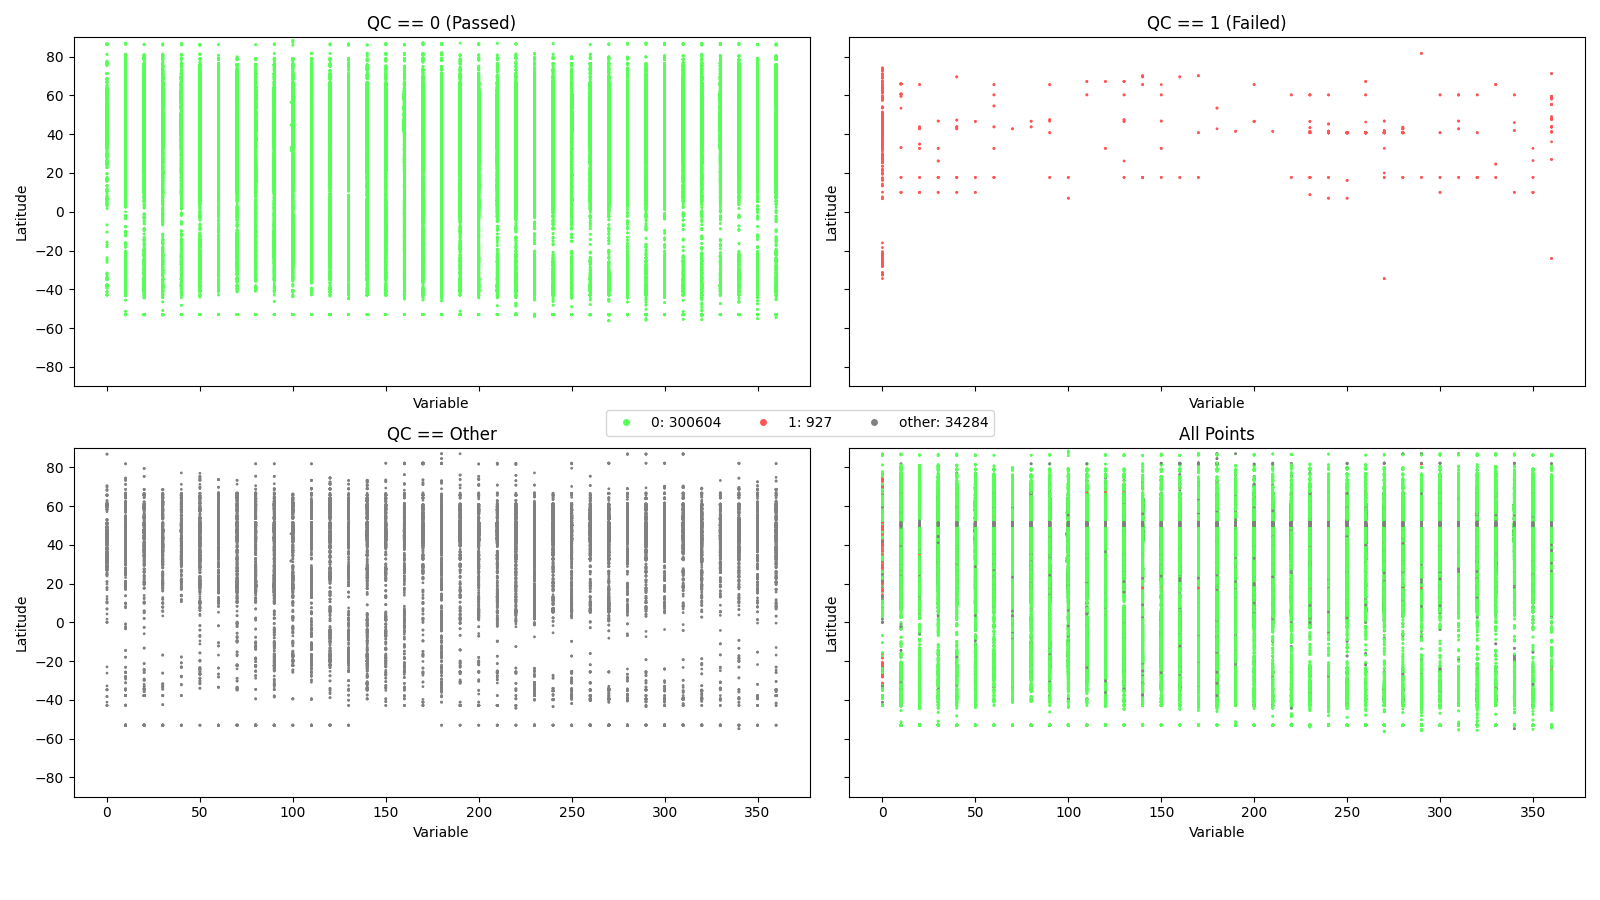 QC == 0 (Passed)
QC == 1 (Failed)
80
60
40
20
0
−20
−40
−60
−80
Latitude
Latitude
Variable
Variable
0: 300604
1: 927
other: 34284
QC == Other
All Points
80
60
40
20
0
−20
−40
−60
−80
Latitude
Latitude
0 50 100 150 200 250 300 350
0 50 100 150 200 250 300 350
Variable
Variable